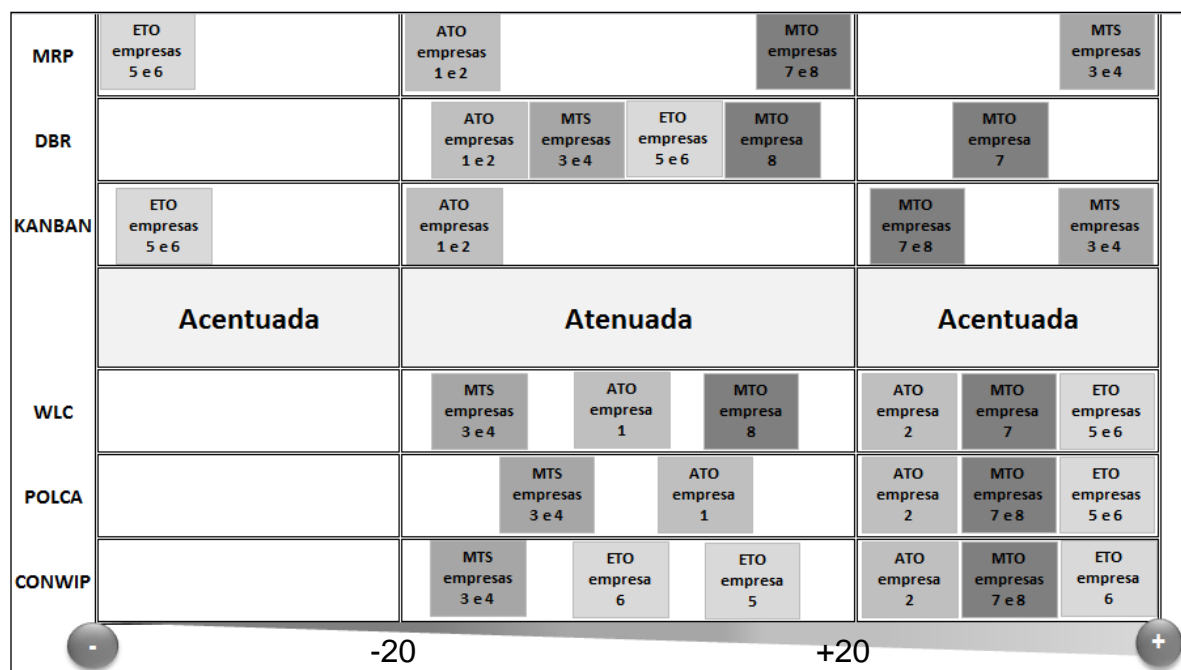 MRP
ETO
empresas
5 e 6
ATO
empresas
1 e 2
MTO
empresas
7 e 8
MTS
empresas
3 e 4
DBR
ATO
empresas
1 e 2
MTS
empresas
3 e 4
ETO
empresas
5 e 6
MTO
empresa
8
MTO
empresa
7
KANBAN
ETO
empresas
5 e 6
ATO
empresas
1 e 2
MTO
empresas
7 e 8
MTS
empresas
3 e 4
Acentuada
Atenuada
Acentuada
WLC
MTS
empresas
3 e 4
ATO
empresa
1
MTO
empresa
8
ATO
empresa
2
MTO
empresa
7
ETO
empresas
5 e 6
POLCA
MTS
empresas
3 e 4
ATO
empresa
1
ATO
empresa
2
MTO
empresas
7 e 8
ETO
empresas
5 e 6
CONWIP
MTS
empresas
3 e 4
ETO
empresa
6
ETO
empresa
5
ATO
empresa
2
MTO
empresas
7 e 8
ETO
empresa
6
-
-20
+20
+